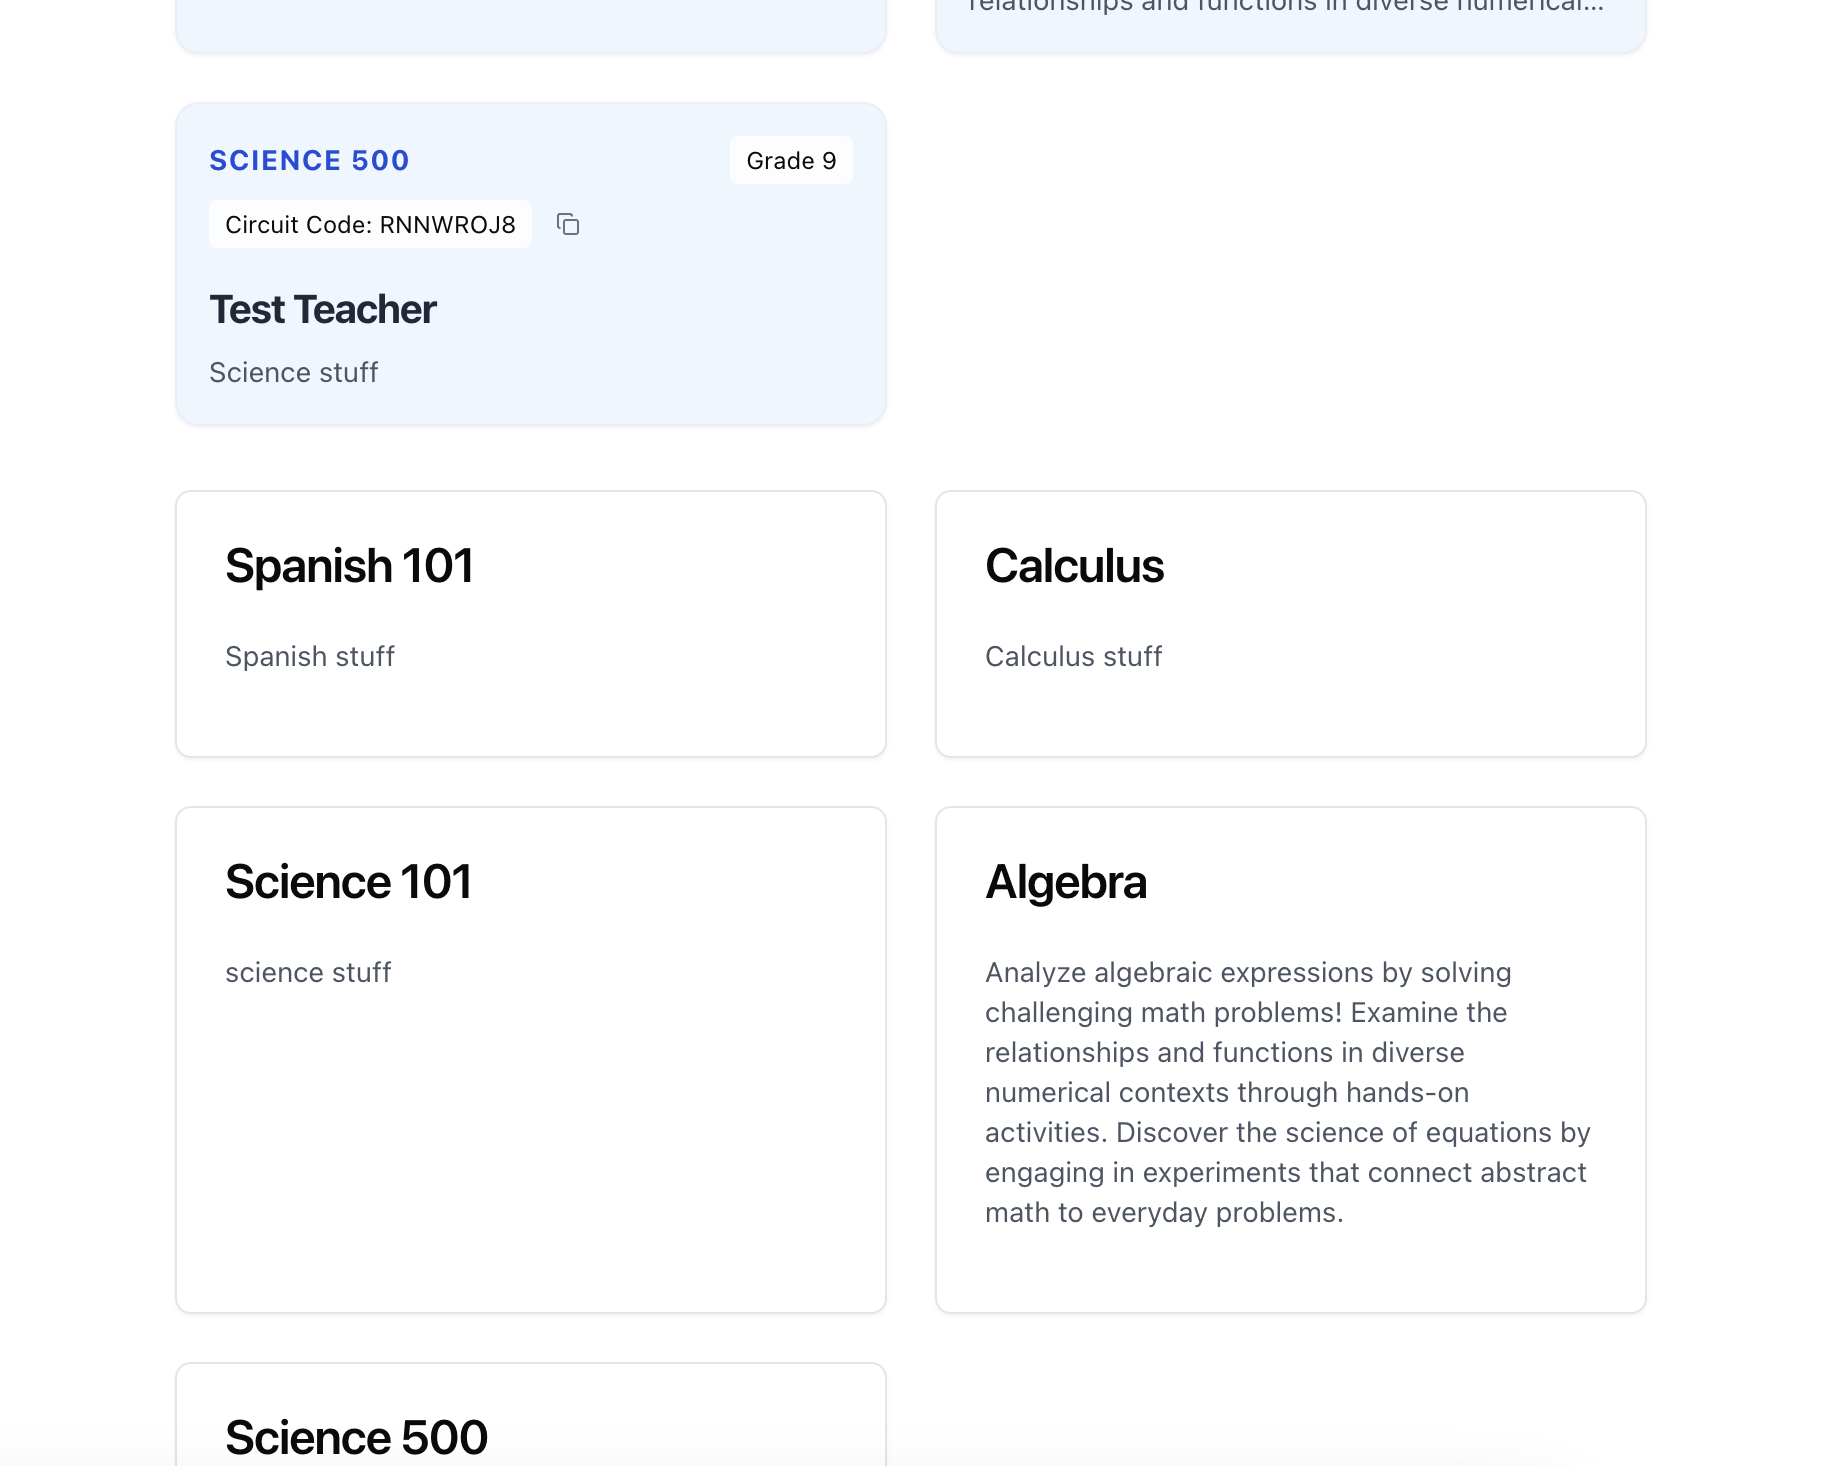 relationships and functions in diverse numerical...
SCIENCE 500
Grade 9
Circuit Code: RNNWROJ8
Test Teacher
Science stuff
Spanish 101
Spanish stuff
Calculus
Calculus stuff
Science 101
science stuff
Algebra
Analyze algebraic expressions by solving
challenging math problems! Examine the
relationships and functions in diverse
numerical contexts through hands-on
activities. Discover the science of equations by
engaging in experiments that connect abstract
math to everyday problems.
Science 500